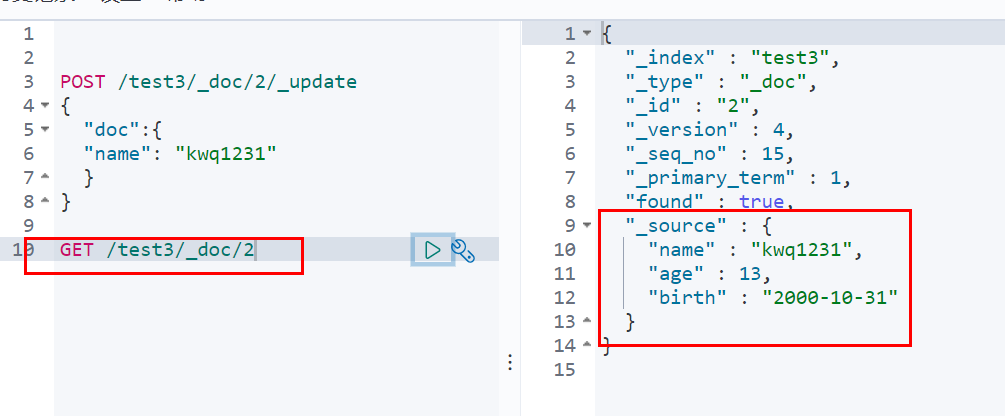 1
2
3 POST /test3/_doc/2/_update
4 {
5 "doc":{
6 "name": "kwq1231"
7 }
8 }
9
10 GET /test3/_doc/2
1 {
2 "_index" : "test3",
3 "_type" : "_doc",
4 "_id" : "2",
5 "_version" : 4,
6 "_seq_no" : 15,
7 "_primary_term" : 1,
8 "found" : true,
9 "_source" : {
10 "name" : "kwq1231",
11 "age" : 13,
12 "birth" : "2000-10-31"
13 }
14 }
15